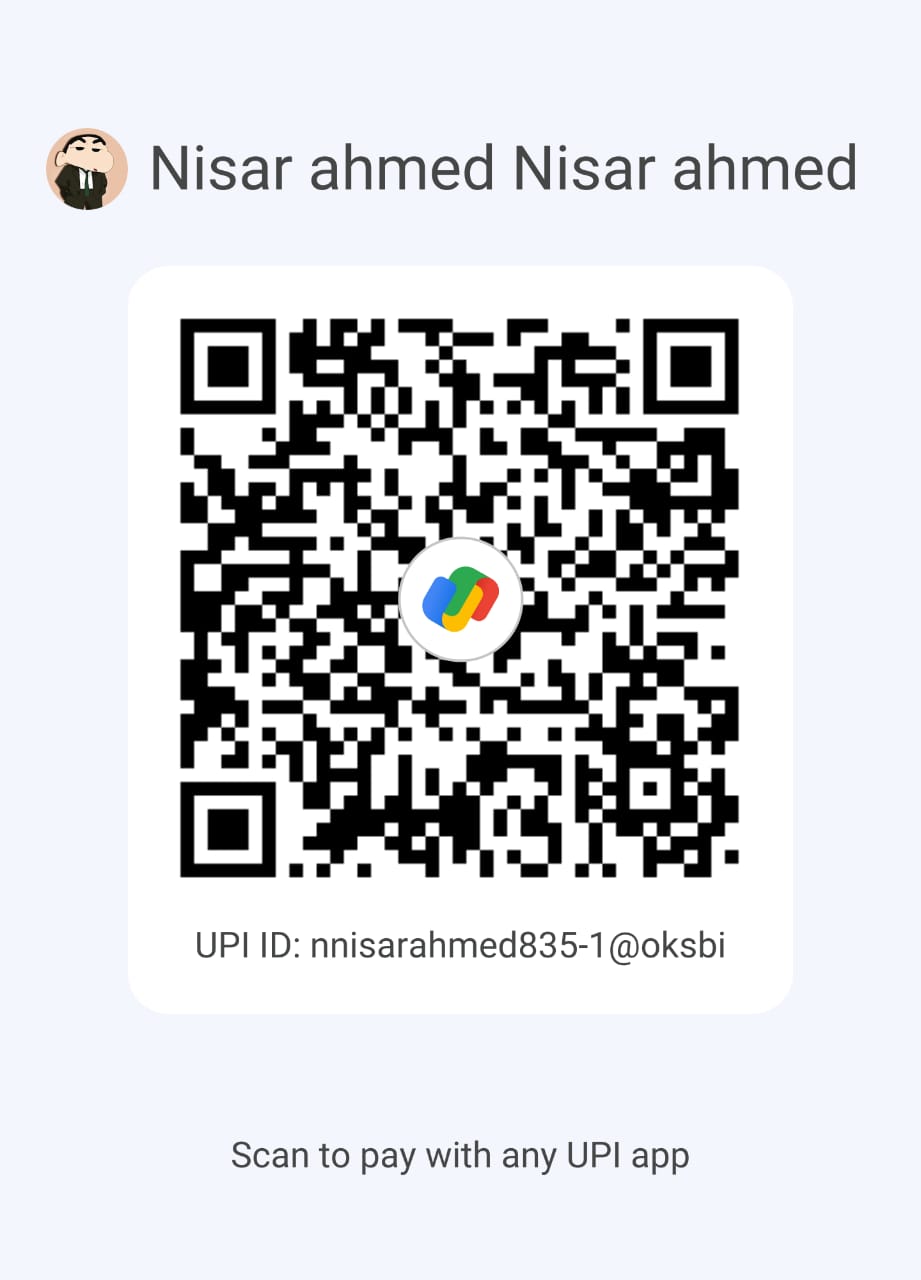 Nisar ahmed Nisar ahmed
UPI ID: nnisarahmed835-1@oksbi
Scan to pay with any UPI app